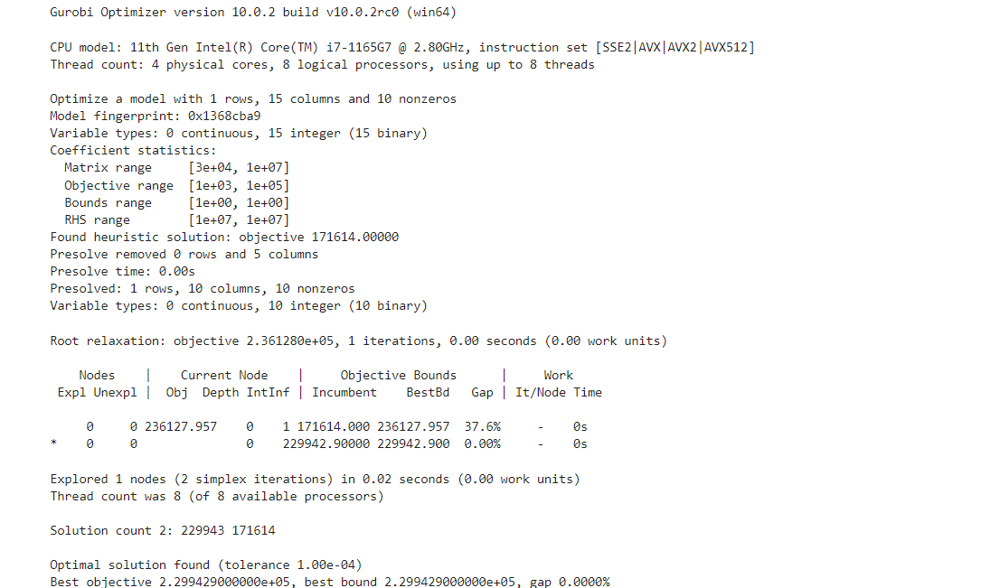 Gurobi Optimizer version 10.0.2 build v10.0.2rc0 (win64)

CPU model: 11th Gen Intel(R) Core(TM) i7-1165G7 @ 2.80GHz, instruction set [SSE2|AVX|AVX2|AVX512]
Thread count: 4 physical cores, 8 logical processors, using up to 8 threads

Optimize a model with 1 rows, 15 columns and 10 nonzeros
Model fingerprint: 0x1368cba9
Variable types: 0 continuous, 15 integer (15 binary)
Coefficient statistics:
  Matrix range     [3e+04, 1e+07]
  Objective range  [1e+03, 1e+05]
  Bounds range     [1e+00, 1e+00]
  RHS range        [1e+07, 1e+07]
Found heuristic solution: objective 171614.00000
Presolve removed 0 rows and 5 columns
Presolve time: 0.00s
Presolved: 1 rows, 10 columns, 10 nonzeros
Variable types: 0 continuous, 10 integer (10 binary)

Root relaxation: objective 2.361280e+05, 1 iterations, 0.00 seconds (0.00 work units)

    Nodes    |    Current Node    |     Objective Bounds      |     Work
 Expl Unexpl |  Obj  Depth IntInf | Incumbent    BestBd   Gap | It/Node Time

     0     0 236127.957    0    1 171614.000 236127.957  37.6%     -    0s
*    0     0               0    229942.90000 229942.900  0.00%     -    0s

Explored 1 nodes (2 simplex iterations) in 0.02 seconds (0.00 work units)
Thread count was 8 (of 8 available processors)

Solution count 2: 229943 171614

Optimal solution found (tolerance 1.00e-04)
Best objective 2.299429000000e+05, best bound 2.299429000000e+05, gap 0.0000%